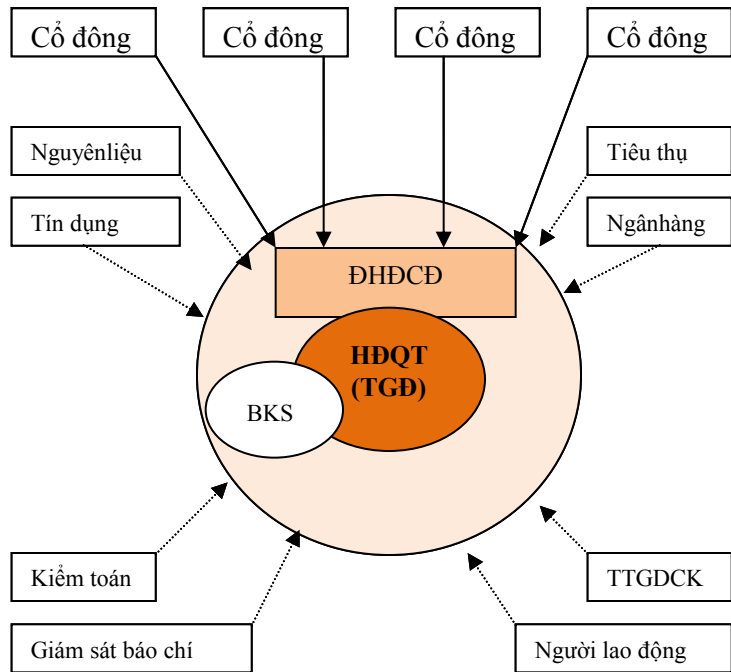 Cổ đông
Cổ đông
Cổ đông
Cổ đông
Nguyênliệu
Tiêu thụ
Tín dụng
Ngânhàng
ĐHĐCĐ
HĐQT
(TGĐ)
BKS
Kiểm toán
TTGDCK
Giám sát báo chí
Người lao động